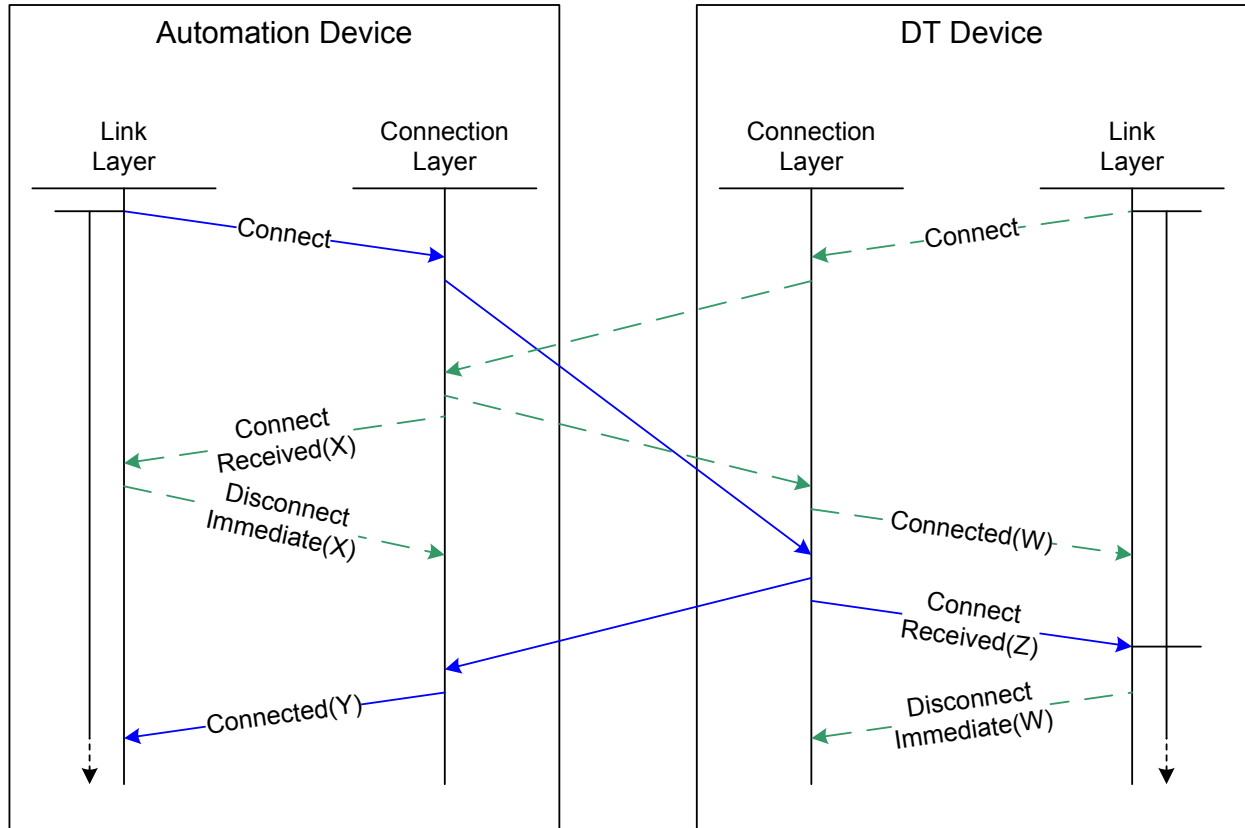 Automation Device
DT Device
Link
Layer
Connection
Layer
Connection
Layer
Link
Layer
Connect
Connect
Connect
Received(X)
Disconnect
Immediate(X)
Connected(W)
Connect
Received(Z)
Connected(Y)
Disconnect
Immediate(W)